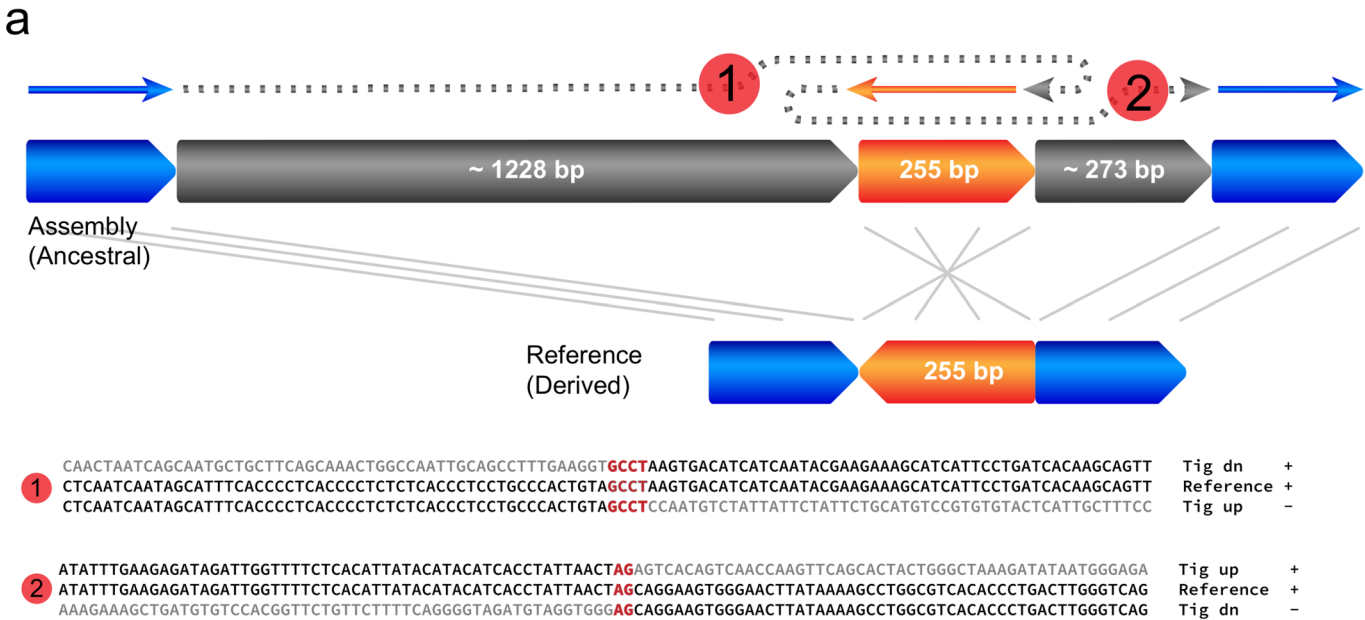 a
1
2
~ 1228 bp
255 bp
~ 273 bp
Assembly
(Ancestral)
Reference
(Derived)
255 bp
1
CAACTAATCAGCAATGCTGCTTCAGCAAACTGGCCAATTGCAGCCTTTGAAGGTGCCTAAGTGACATCATCAATACGAAGAAAGCATCATTCCTGATCACAAGCAGTT Tig dn +
CTCAATCAATAGCATTTCACCCCTCACCCCTCTCTCACCCTCCTGCCCACTGTAGCCTAAGTGACATCATCAATACGAAGAAAGCATCATTCCTGATCACAAGCAGTT Reference +
CTCAATCAATAGCATTTCACCCCTCACCCCTCTCTCACCCTCCTGCCCACTGTAGCCTCCAATGTCTATTATTCTATTCTGCATGTCCGTGTGTACTCATTGCTTTCC Tig up −
2
ATATTTGAAGAGATAGATTGGTTTTCTCACATTATACATACATCACCTATTAACTAGAGTCACAGTCAACCAAGTTCAGCACTACTGGGCTAAAGATATAATGGGAGA Tig up +
ATATTTGAAGAGATAGATTGGTTTTCTCACATTATACATACATCACCTATTAACTAGCAGGAAGTGGGAACTTATAAAAGCCTGGCGTCACACCCTGACTTGGGTCAG Reference +
AAAGAAAGCTGATGTGTCCACGGTTCTGTTCTTTTCAGGGGTAGATGTAGGTGGGAGCAGGAAGTGGGAACTTATAAAAGCCTGGCGTCACACCCTGACTTGGGTCAG Tig dn −